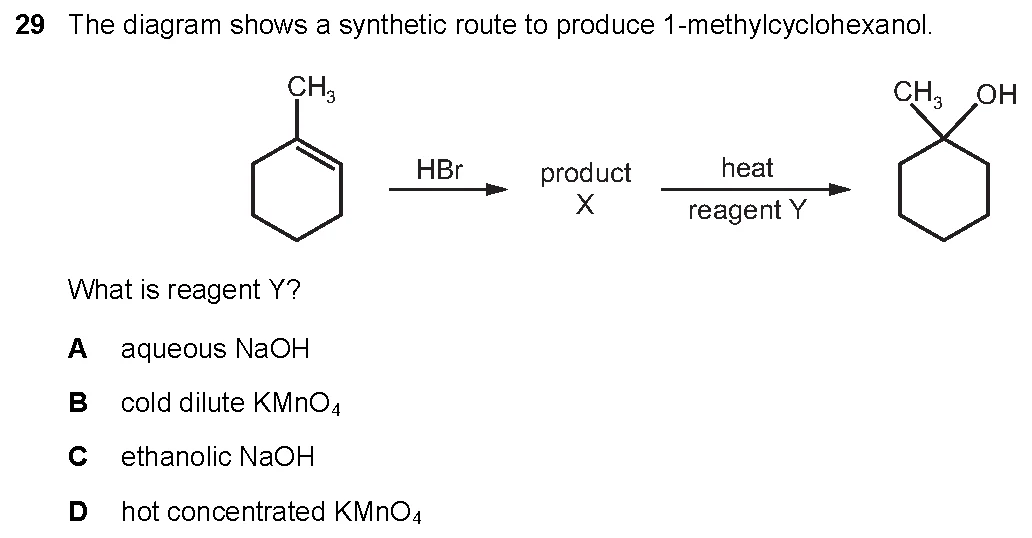 29 The diagram shows a synthetic route to produce 1-methylcyclohexanol.
CH₃
CH₃ OH
HBr
product
X
heat
reagent Y
What is reagent Y?
A aqueous NaOH
B cold dilute KMnO₄
C ethanolic NaOH
D hot concentrated KMnO₄